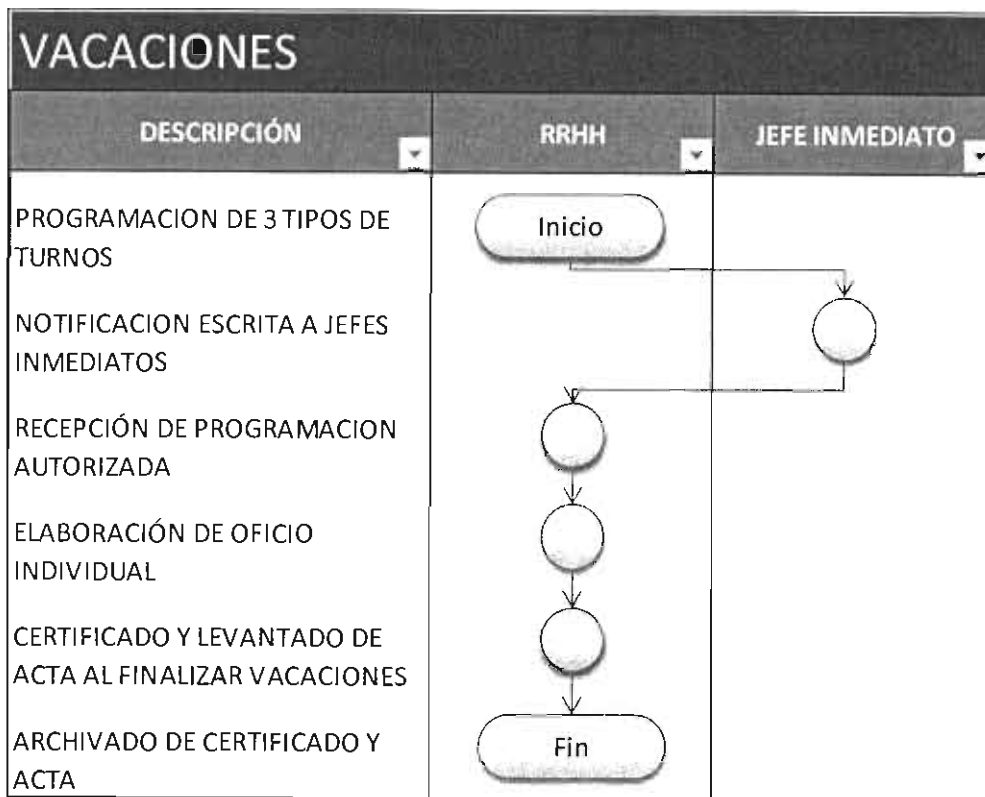 VACACIONES
DESCRIPCIÓN RRHH JEFE INMEDIATO
PROGRAMACION DE 3 TIPOS DE
TURNOS
Inicio
NOTIFICACION ESCRITA A JEFES
INMEDIATOS
RECEPCIÓN DE PROGRAMACION
AUTORIZADA
ELABORACIÓN DE OFICIO
INDIVIDUAL
CERTIFICADO Y LEVANTADO DE
ACTA AL FINALIZAR VACACIONES
ARCHIVADO DE CERTIFICADO Y
ACTA
Fin